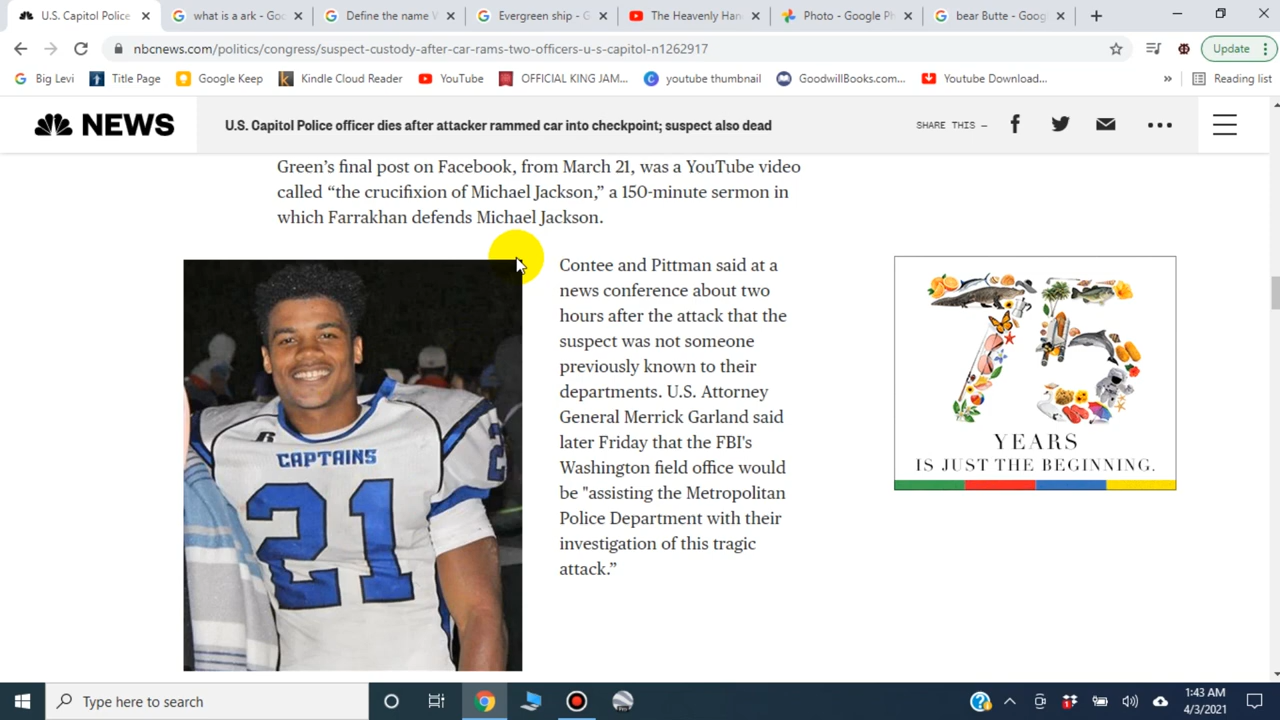 U.S. Capitol Police
what is a ark - Goo
Define the name
Evergreen ship - G
The Heavenly Han
Photo - Google Ph
bear Butte - Goog
nbcnews.com/politics/congress/suspect-custody-after-car-rams-two-officers-u-s-capitol-n1262917
Update
Big Levi
Title Page
Google Keep
Kindle Cloud Reader
YouTube
OFFICIAL KING JAM...
youtube thumbnail
GoodwillBooks.com...
Youtube Download...
»
Reading list
NEWS
U.S. Capitol Police officer dies after attacker rammed car into checkpoint; suspect also dead
SHARE THIS —
Green's final post on Facebook, from March 21, was a YouTube video
called “the crucifixion of Michael Jackson,” a 150-minute sermon in
which Farrakhan defends Michael Jackson.
CAPTAINS
21
2
Contee and Pittman said at a
news conference about two
hours after the attack that the
suspect was not someone
previously known to their
departments. U.S. Attorney
General Merrick Garland said
later Friday that the FBI's
Washington field office would
be "assisting the Metropolitan
Police Department with their
investigation of this tragic
attack.”
75
YEARS
IS JUST THE BEGINNING.
Type here to search
1:43 AM
4/3/2021